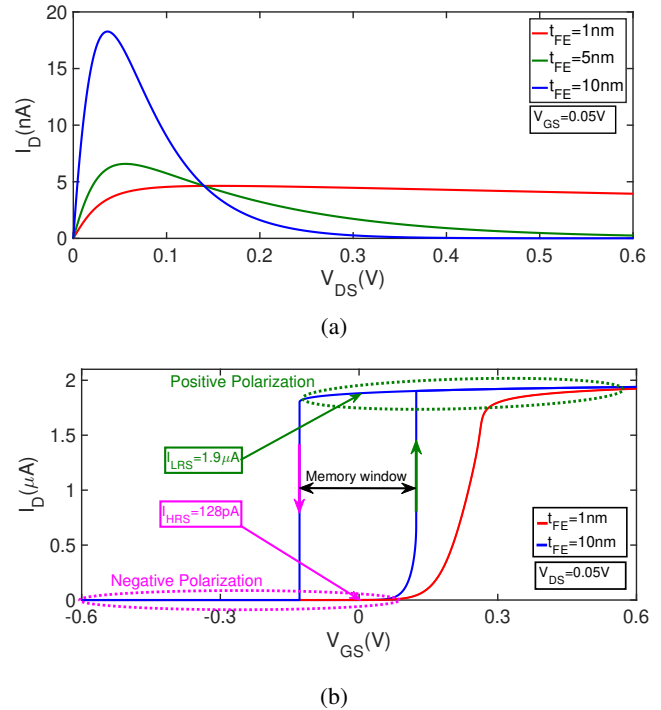 20
15
10
5
0
I_D(nA)
t_FE=1nm
t_FE=5nm
t_FE=10nm
V_GS=0.05V
0 0.1 0.2 0.3 0.4 0.5 0.6
V_DS(V)
(a)
2
1.5
1
0.5
0
I_D(μA)
Positive Polarization
I_LRS=1.9μA
Memory window
I_HRS=128pA
t_FE=1nm
t_FE=10nm
V_DS=0.05V
Negative Polarization
-0.6 -0.3 0 0.3 0.6
V_GS(V)
(b)